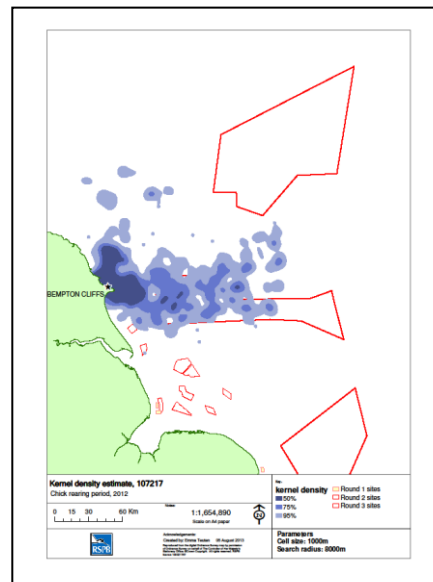 BEMPTON CLIFFS
Kernel density estimate, 107217
Chick rearing period, 2012
0 15 30 60 Km
1:1,654,890
Scale on A4 paper
kernel density
50%
75%
95%
Round 1 sites
Round 2 sites
Round 3 sites
Parameters
Cell size: 1000m
Search radius: 8000m
RSPB